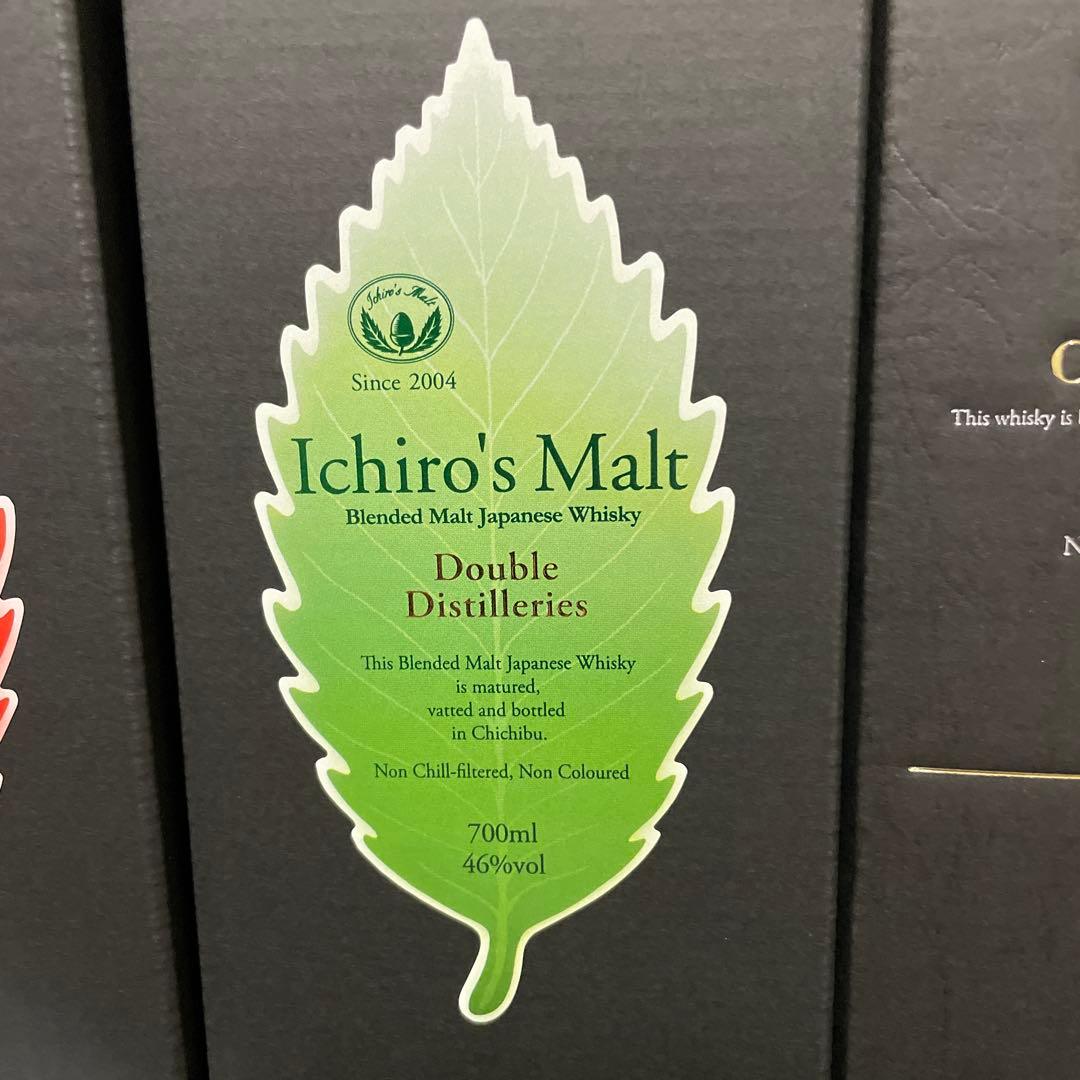 Ichiro's Malt
Since 2004
Ichiro's Malt
Blended Malt Japanese Whisky
Double
Distilleries
This Blended Malt Japanese Whisky
is matured,
vatted and bottled
in Chichibu.
Non Chill-filtered, Non Coloured
700ml
46%vol
This whisky is